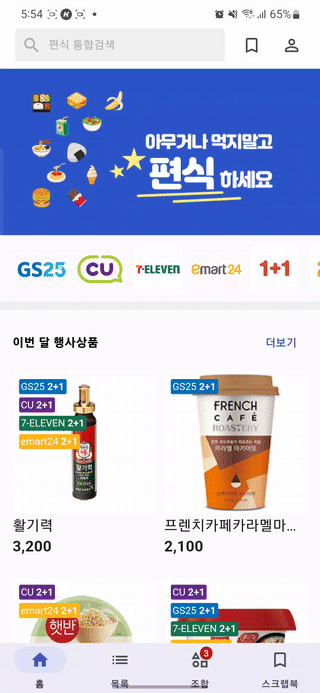 5:54
65%
편식 통합검색
아무거나 먹지말고
편식 하세요
GS25
CU
7-ELEVEN
emart24
1+1
이번 달 행사상품
더보기
GS25 2+1
CU 2+1
7-ELEVEN 2+1
emart24 2+1
활기력
GS25 2+1
FRENCH
CAFÉ
ROASTERY
카라멜 마키아또
활기력
3,200
프렌치카페카라멜마...
2,100
CU 2+1
emart24 2+1
햇반
CU 2+1
GS25 2+1
7-ELEVEN 2+1
3
홈
목록
조합
스크랩북